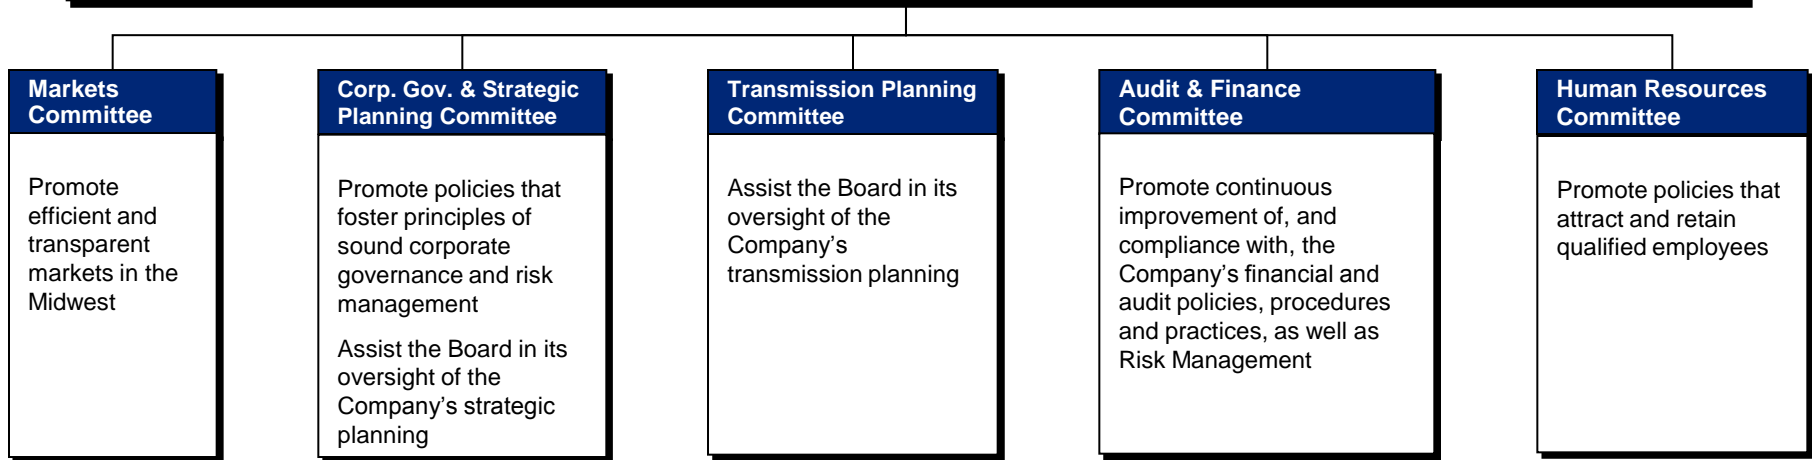 Markets
Committee
Promote
efficient and
transparent
markets in the
Midwest
Corp. Gov. & Strategic
Planning Committee
Promote policies that
foster principles of
sound corporate
governance and risk
management
Assist the Board in its
oversight of the
Company’s strategic
planning
Transmission Planning
Committee
Assist the Board in its
oversight of the
Company’s
transmission planning
Audit & Finance
Committee
Promote continuous
improvement of, and
compliance with, the
Company’s financial and
audit policies, procedures
and practices, as well as
Risk Management
Human Resources
Committee
Promote policies that
attract and retain
qualified employees